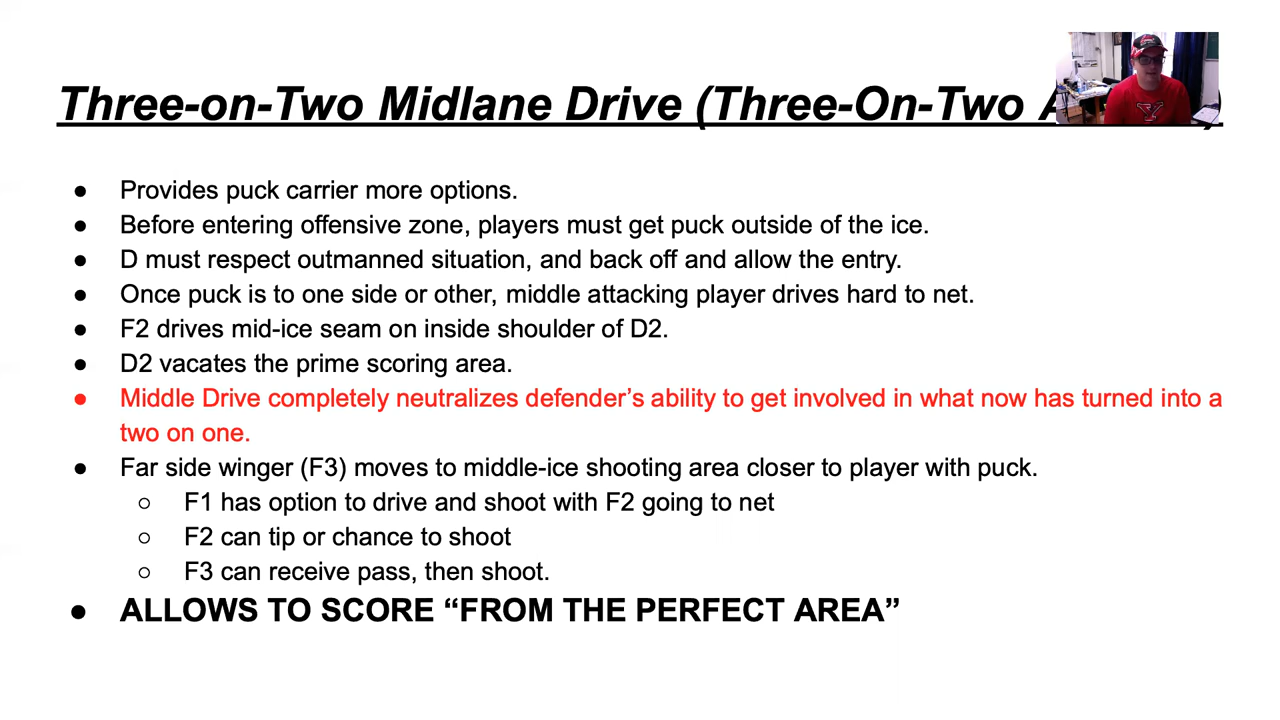 Three-on-Two Midlane Drive (Three-On-Two
● Provides puck carrier more options.
● Before entering offensive zone, players must get puck outside of the ice.
● D must respect outmanned situation, and back off and allow the entry.
● Once puck is to one side or other, middle attacking player drives hard to net.
● F2 drives mid-ice seam on inside shoulder of D2.
● D2 vacates the prime scoring area.
● Middle Drive completely neutralizes defender’s ability to get involved in what now has turned into a
two on one.
● Far side winger (F3) moves to middle-ice shooting area closer to player with puck.
○ F1 has option to drive and shoot with F2 going to net
○ F2 can tip or chance to shoot
○ F3 can receive pass, then shoot.
● ALLOWS TO SCORE “FROM THE PERFECT AREA”